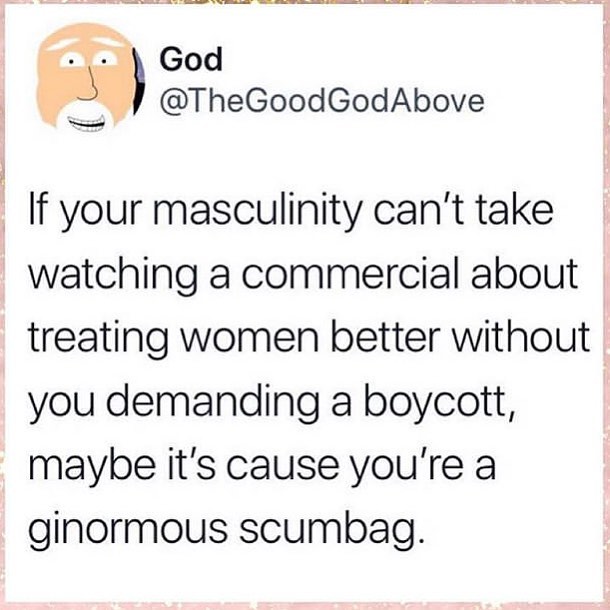 God
@TheGoodGodAbove
If your masculinity can't take
watching a commercial about
treating women better without
you demanding a boycott,
maybe it's cause you're a
ginormous scumbag.